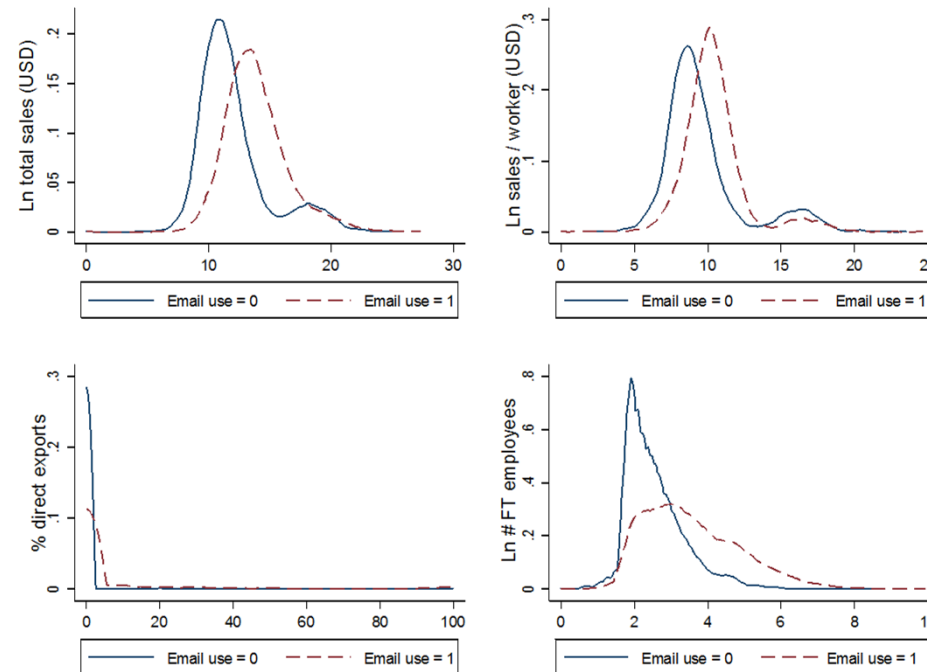 Ln total sales (USD)
0 .05 .1 .15 .2
0 10 20 30
Email use = 0 Email use = 1
Ln sales / worker (USD)
0 .1 .2 .3
0 5 10 15 20 25
Email use = 0 Email use = 1
% direct exports
0 .1 .2 .3
0 20 40 60 80 100
Email use = 0 Email use = 1
Ln # FT employees
0 .2 .4 .6 .8
0 2 4 6 8 10
Email use = 0 Email use = 1